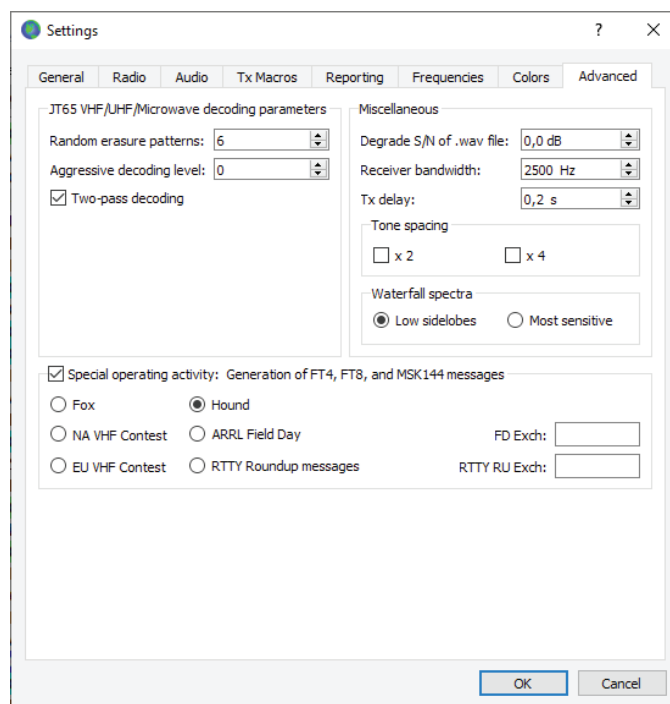 Settings
General Radio Audio Tx Macros Reporting Frequencies Colors Advanced
JT65 VHF/UHF/Microwave decoding parameters
Random erasure patterns: 6
Aggressive decoding level: 0
Two-pass decoding
Miscellaneous
Degrade S/N of .wav file: 0,0 dB
Receiver bandwidth: 2500 Hz
Tx delay: 0,2 s
Tone spacing
x 2 x 4
Waterfall spectra
Low sidelobes Most sensitive
Special operating activity: Generation of FT4, FT8, and MSK144 messages
Fox Hound
NA VHF Contest ARRL Field Day FD Exch:
EU VHF Contest RTTY Roundup messages RTTY RU Exch:
OK Cancel